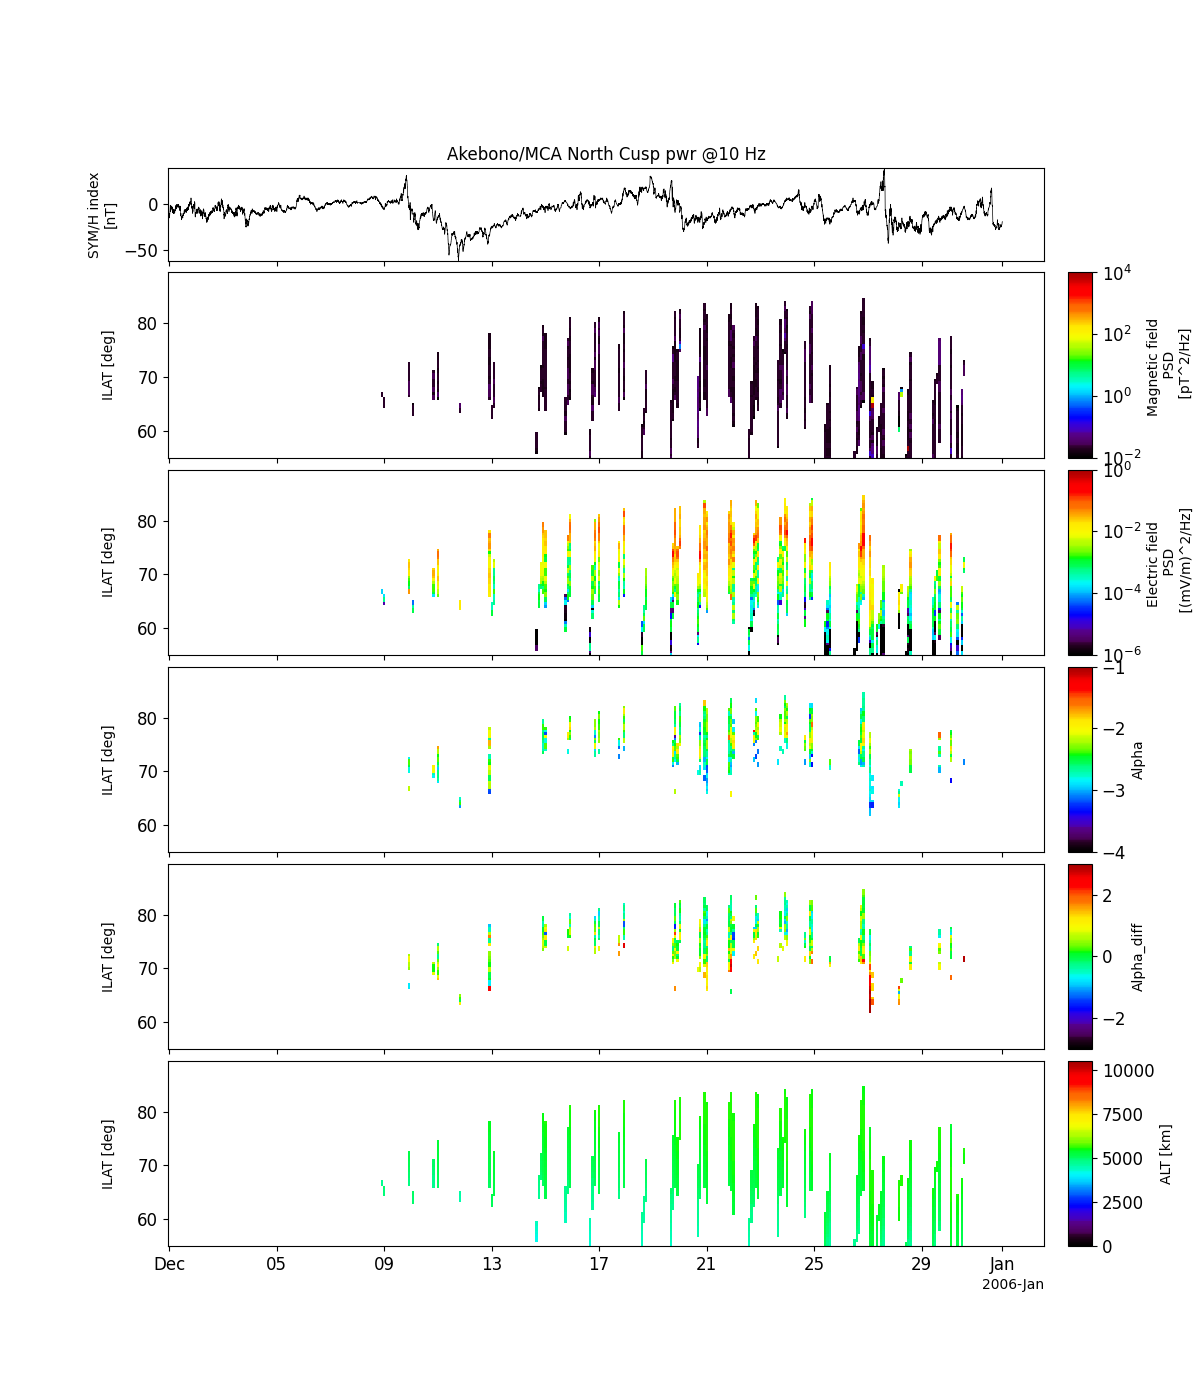 Akebono/MCA North Cusp pwr @10 Hz
SYM/H index
[nT]
0
−50
ILAT [deg]
80
70
60
10^4
10^2
10^0
10^−2
Magnetic field
PSD
[pT^2/Hz]
ILAT [deg]
80
70
60
10^0
10^−2
10^−4
10^−6
Electric field
PSD
[(mV/m)^2/Hz]
ILAT [deg]
80
70
60
−1
−2
−3
−4
Alpha
ILAT [deg]
80
70
60
2
0
−2
Alpha_diff
ILAT [deg]
80
70
60
10000
7500
5000
2500
0
ALT [km]
Dec 05 09 13 17 21 25 29 Jan
2006-Jan